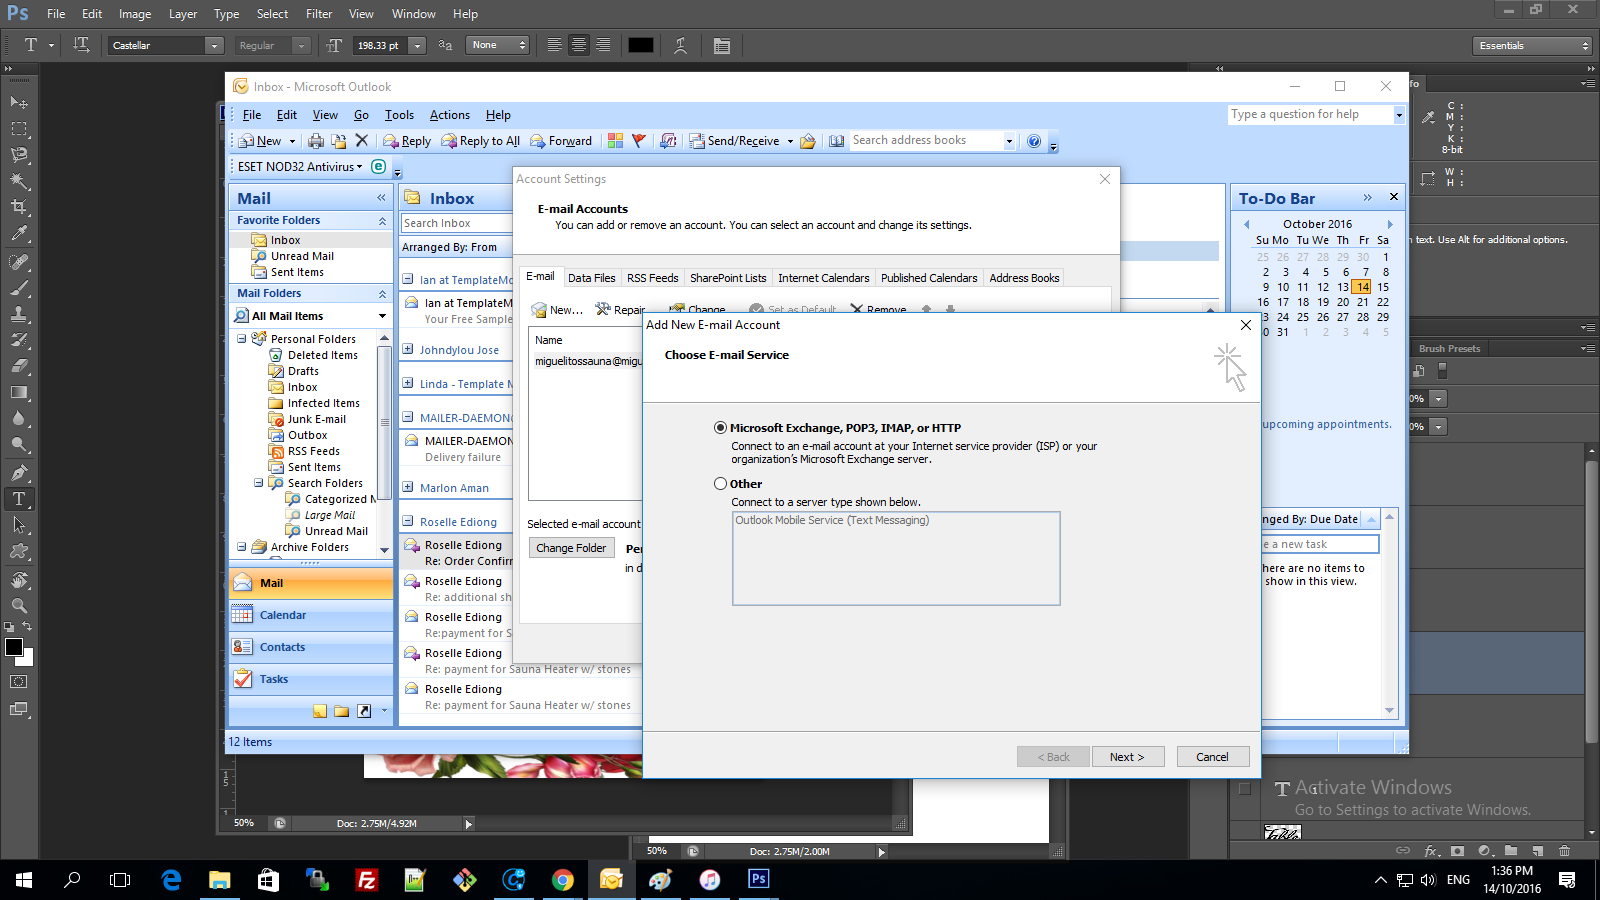 Ps File Edit Image Layer Type Select Filter View Window Help
T Castellar Regular 198.33 pt None Essentials
Inbox - Microsoft Outlook
File Edit View Go Tools Actions Help Type a question for help
New Reply Reply to All Forward Send/Receive Search address books
ESET NOD32 Antivirus
Mail
Favorite Folders
Inbox
Unread Mail
Sent Items
Mail Folders
All Mail Items
Personal Folders
Deleted Items
Drafts
Inbox
Infected Items
Junk E-mail
Outbox
RSS Feeds
Sent Items
Search Folders
Categorized M
Large Mail
Unread Mail
Archive Folders
Mail
Calendar
Contacts
Tasks
12 Items
Inbox
Search Inbox
Arranged By: From
Ian at TemplateMo
Ian at TemplateMo
Your Free Sample
Johndylou Jose
Linda - Template M
MAILER-DAEMON@
MAILER-DAEMON
Delivery failure
Marlon Aman
Roselle Ediong
Roselle Ediong
Re: Order Confirm
Roselle Ediong
Re: additional sh
Roselle Ediong
Re:payment for S
Roselle Ediong
Re: payment for Sauna Heater w/ stones
Roselle Ediong
Re: payment for Sauna Heater w/ stones
Account Settings
E-mail Accounts
You can add or remove an account. You can select an account and change its settings.
E-mail Data Files RSS Feeds SharePoint Lists Internet Calendars Published Calendars Address Books
New... Repair Change Set as Default Remove
Name
miguelitossauna@migu
Selected e-mail account
Change Folder Per
in d
Add New E-mail Account
Choose E-mail Service
Microsoft Exchange, POP3, IMAP, or HTTP
Connect to an e-mail account at your Internet service provider (ISP) or your
organization's Microsoft Exchange server.
Other
Connect to a server type shown below.
Outlook Mobile Service (Text Messaging)
< Back Next > Cancel
To-Do Bar
October 2016
Su Mo Tu We Th Fr Sa
25 26 27 28 29 30 1
2 3 4 5 6 7 8
9 10 11 12 13 14 15
16 17 18 19 20 21 22
23 24 25 26 27 28 29
30 31 1 2 3 4 5
upcoming appointments.
nged By: Due Date
e a new task
here are no items to
show in this view.
fo
C :
M :
Y :
K :
8-bit
W :
H :
text. Use Alt for additional options.
Brush Presets
0%
0%
T Activate Windows
Go to Settings to activate Windows.
Table
fx
50% Doc: 2.75M/4.92M
50% Doc: 2.75M/2.00M
ENG
1:36 PM
14/10/2016